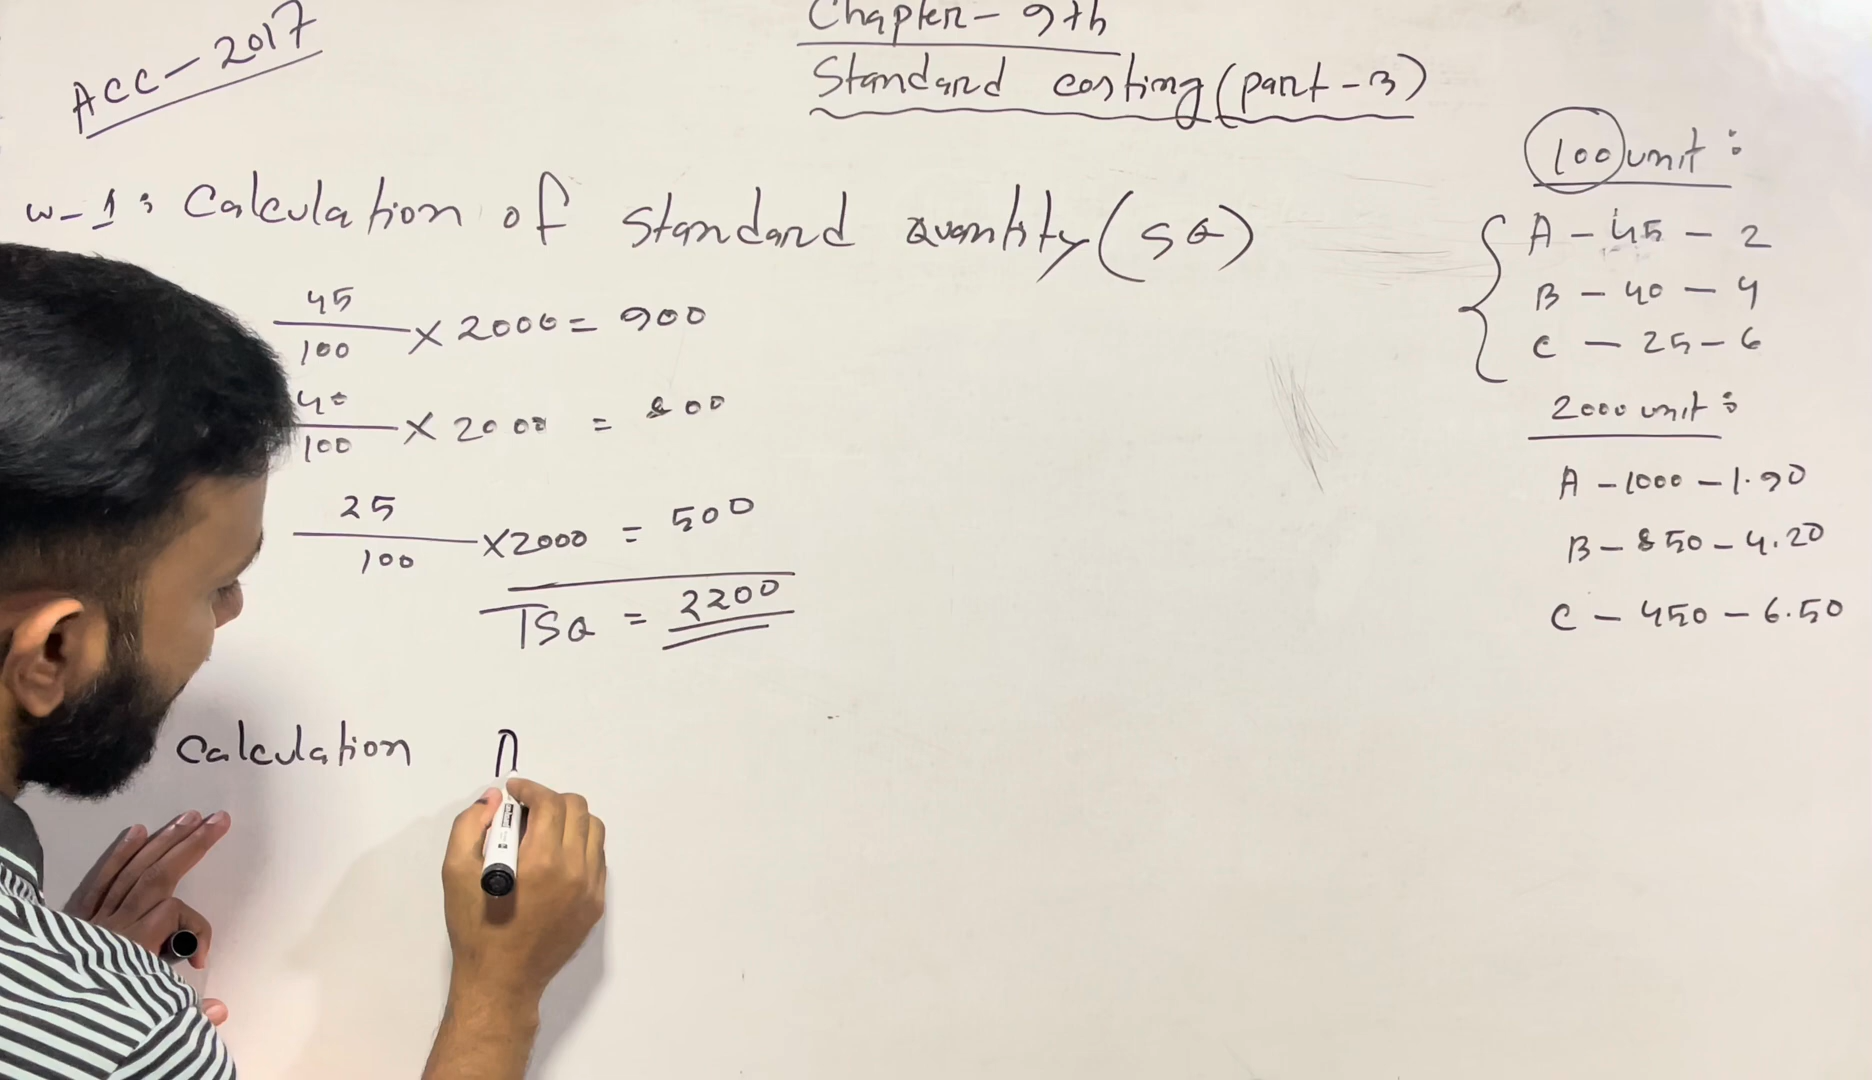 ACC-2017
Chapter-9th
Standard costing (part-3)
W-1: Calculation of Standard Quantity (SQ)
45/100 × 2000 = 900
40/100 × 2000 = 800
25/100 × 2000 = 500
TSQ = 2200
Calculation
100 unit:
A - 45 - 2
B - 40 - 4
C - 25 - 6
2000 unit:
A - 1000 - 1.90
B - 850 - 4.20
C - 450 - 6.50